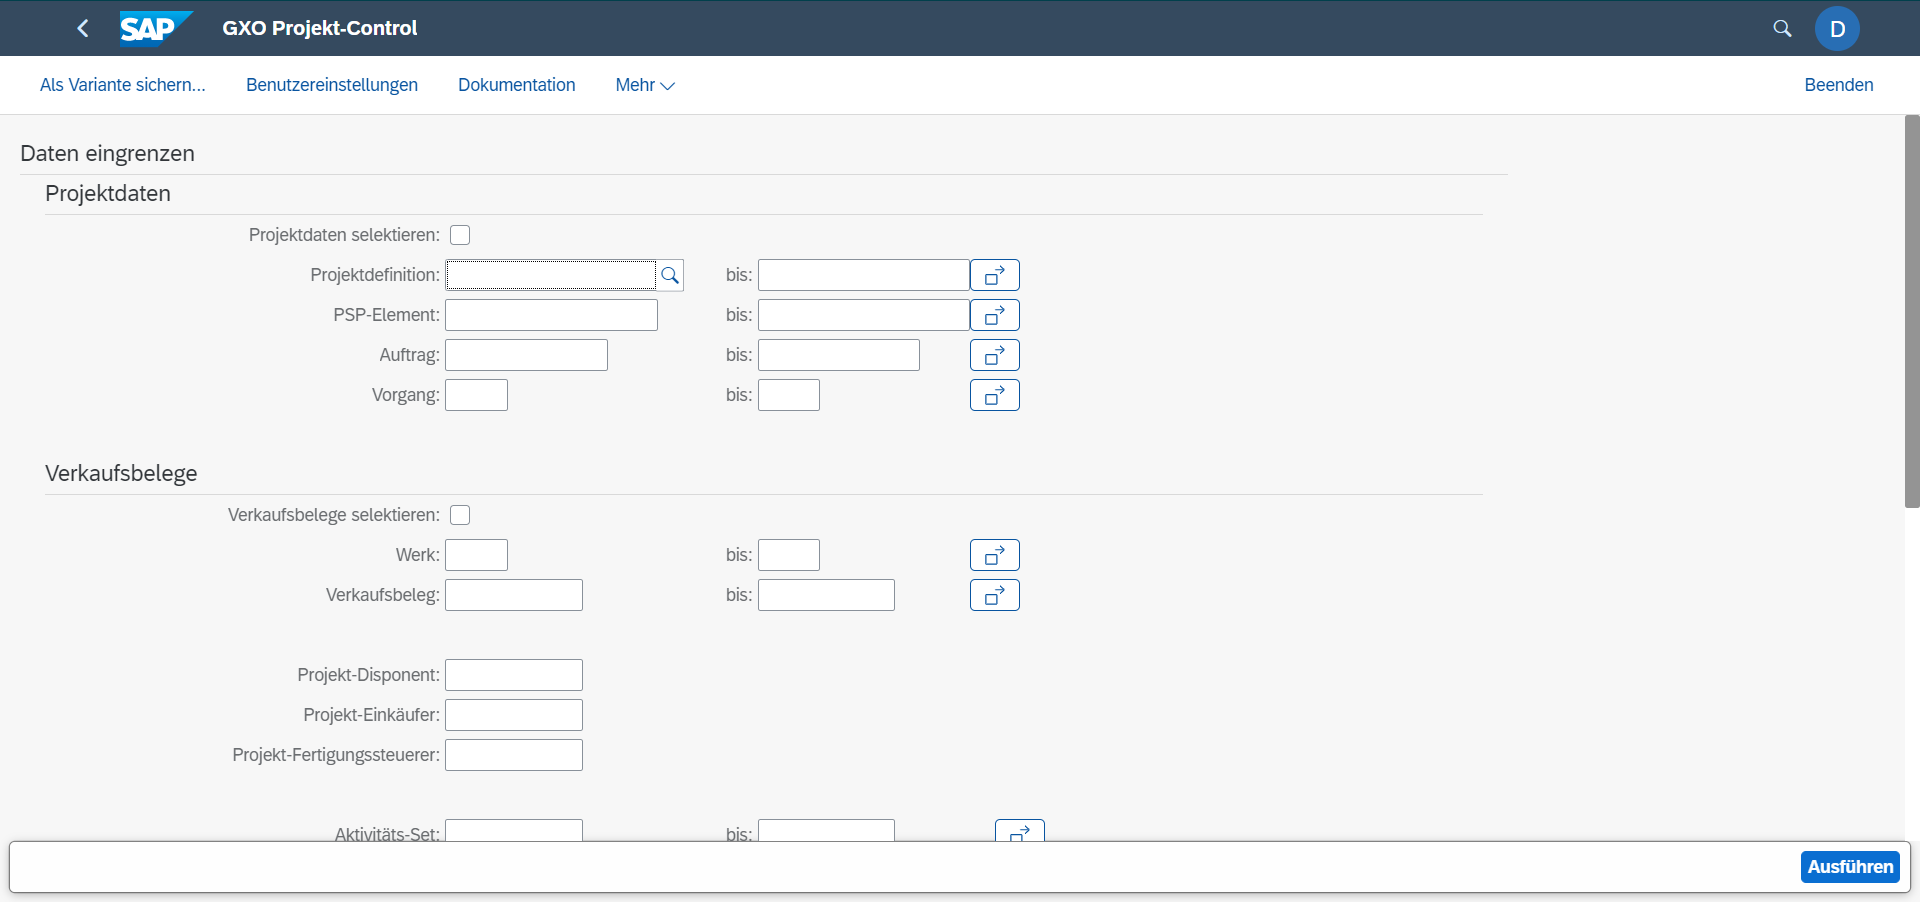 SAP GXO Projekt-Control D
Als Variante sichern... Benutzereinstellungen Dokumentation Mehr Beenden
Daten eingrenzen
Projektdaten
Projektdaten selektieren:
Projektdefinition: bis:
PSP-Element: bis:
Auftrag: bis:
Vorgang: bis:
Verkaufsbelege
Verkaufsbelege selektieren:
Werk: bis:
Verkaufsbeleg: bis:
Projekt-Disponent:
Projekt-Einkäufer:
Projekt-Fertigungssteuerer:
Aktivitäts-Set: bis:
Ausführen